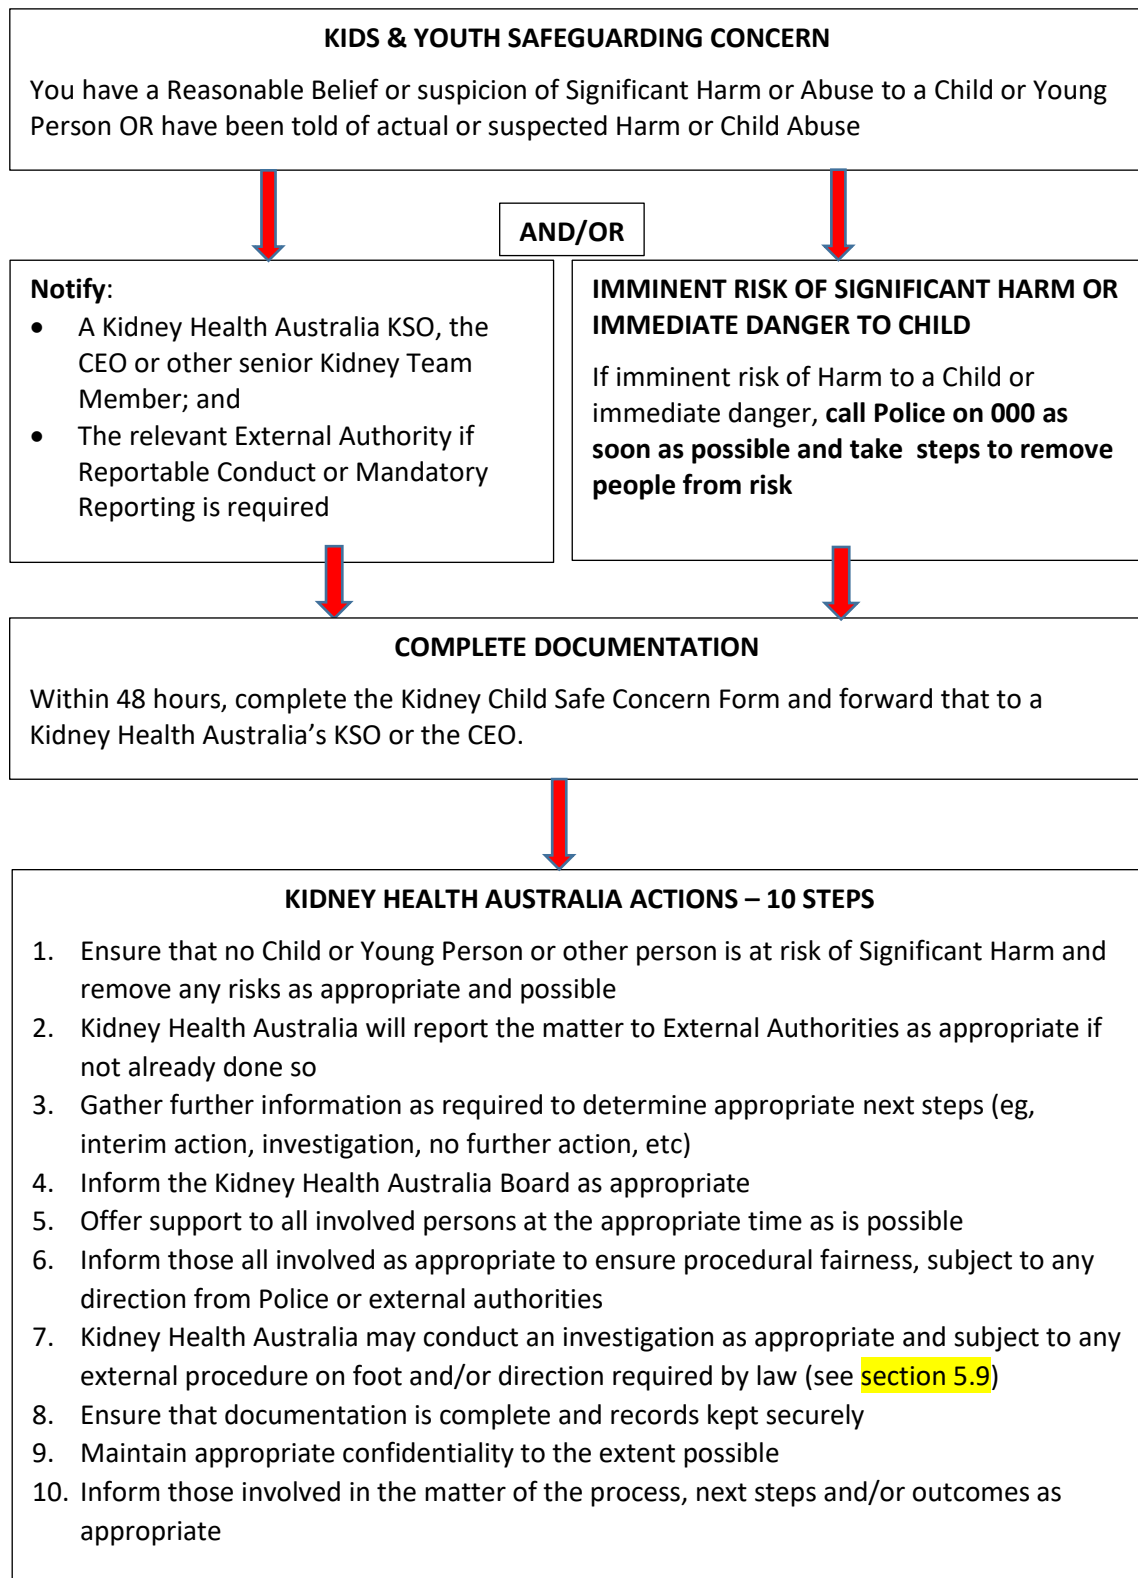 KIDS & YOUTH SAFEGUARDING CONCERN
You have a Reasonable Belief or suspicion of Significant Harm or Abuse to a Child or Young
Person OR have been told of actual or suspected Harm or Child Abuse
AND/OR
Notify:
• A Kidney Health Australia KSO, the
CEO or other senior Kidney Team
Member; and
• The relevant External Authority if
Reportable Conduct or Mandatory
Reporting is required
IMMINENT RISK OF SIGNIFICANT HARM OR
IMMEDIATE DANGER TO CHILD
If imminent risk of Harm to a Child or
immediate danger, call Police on 000 as
soon as possible and take steps to remove
people from risk
COMPLETE DOCUMENTATION
Within 48 hours, complete the Kidney Child Safe Concern Form and forward that to a
Kidney Health Australia’s KSO or the CEO.
KIDNEY HEALTH AUSTRALIA ACTIONS – 10 STEPS
1. Ensure that no Child or Young Person or other person is at risk of Significant Harm and
remove any risks as appropriate and possible
2. Kidney Health Australia will report the matter to External Authorities as appropriate if
not already done so
3. Gather further information as required to determine appropriate next steps (eg,
interim action, investigation, no further action, etc)
4. Inform the Kidney Health Australia Board as appropriate
5. Offer support to all involved persons at the appropriate time as is possible
6. Inform those all involved as appropriate to ensure procedural fairness, subject to any
direction from Police or external authorities
7. Kidney Health Australia may conduct an investigation as appropriate and subject to any
external procedure on foot and/or direction required by law (see section 5.9)
8. Ensure that documentation is complete and records kept securely
9. Maintain appropriate confidentiality to the extent possible
10. Inform those involved in the matter of the process, next steps and/or outcomes as
appropriate